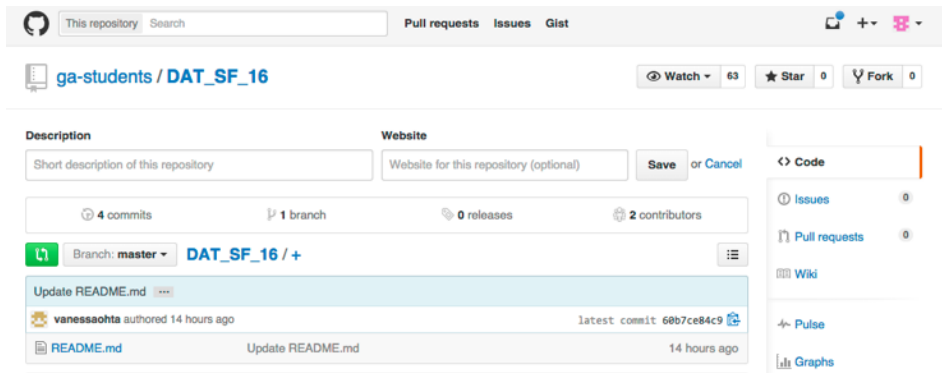 This repository Search Pull requests Issues Gist
ga-students / DAT_SF_16 Watch 63 Star 0 Fork 0
Description Website
Short description of this repository Website for this repository (optional) Save or Cancel
4 commits 1 branch 0 releases 2 contributors
Branch: master DAT_SF_16 / +
Update README.md ...
vanessaohta authored 14 hours ago latest commit 60b7ce84c9
README.md Update README.md 14 hours ago
<> Code
Issues 0
Pull requests 0
Wiki
Pulse
Graphs